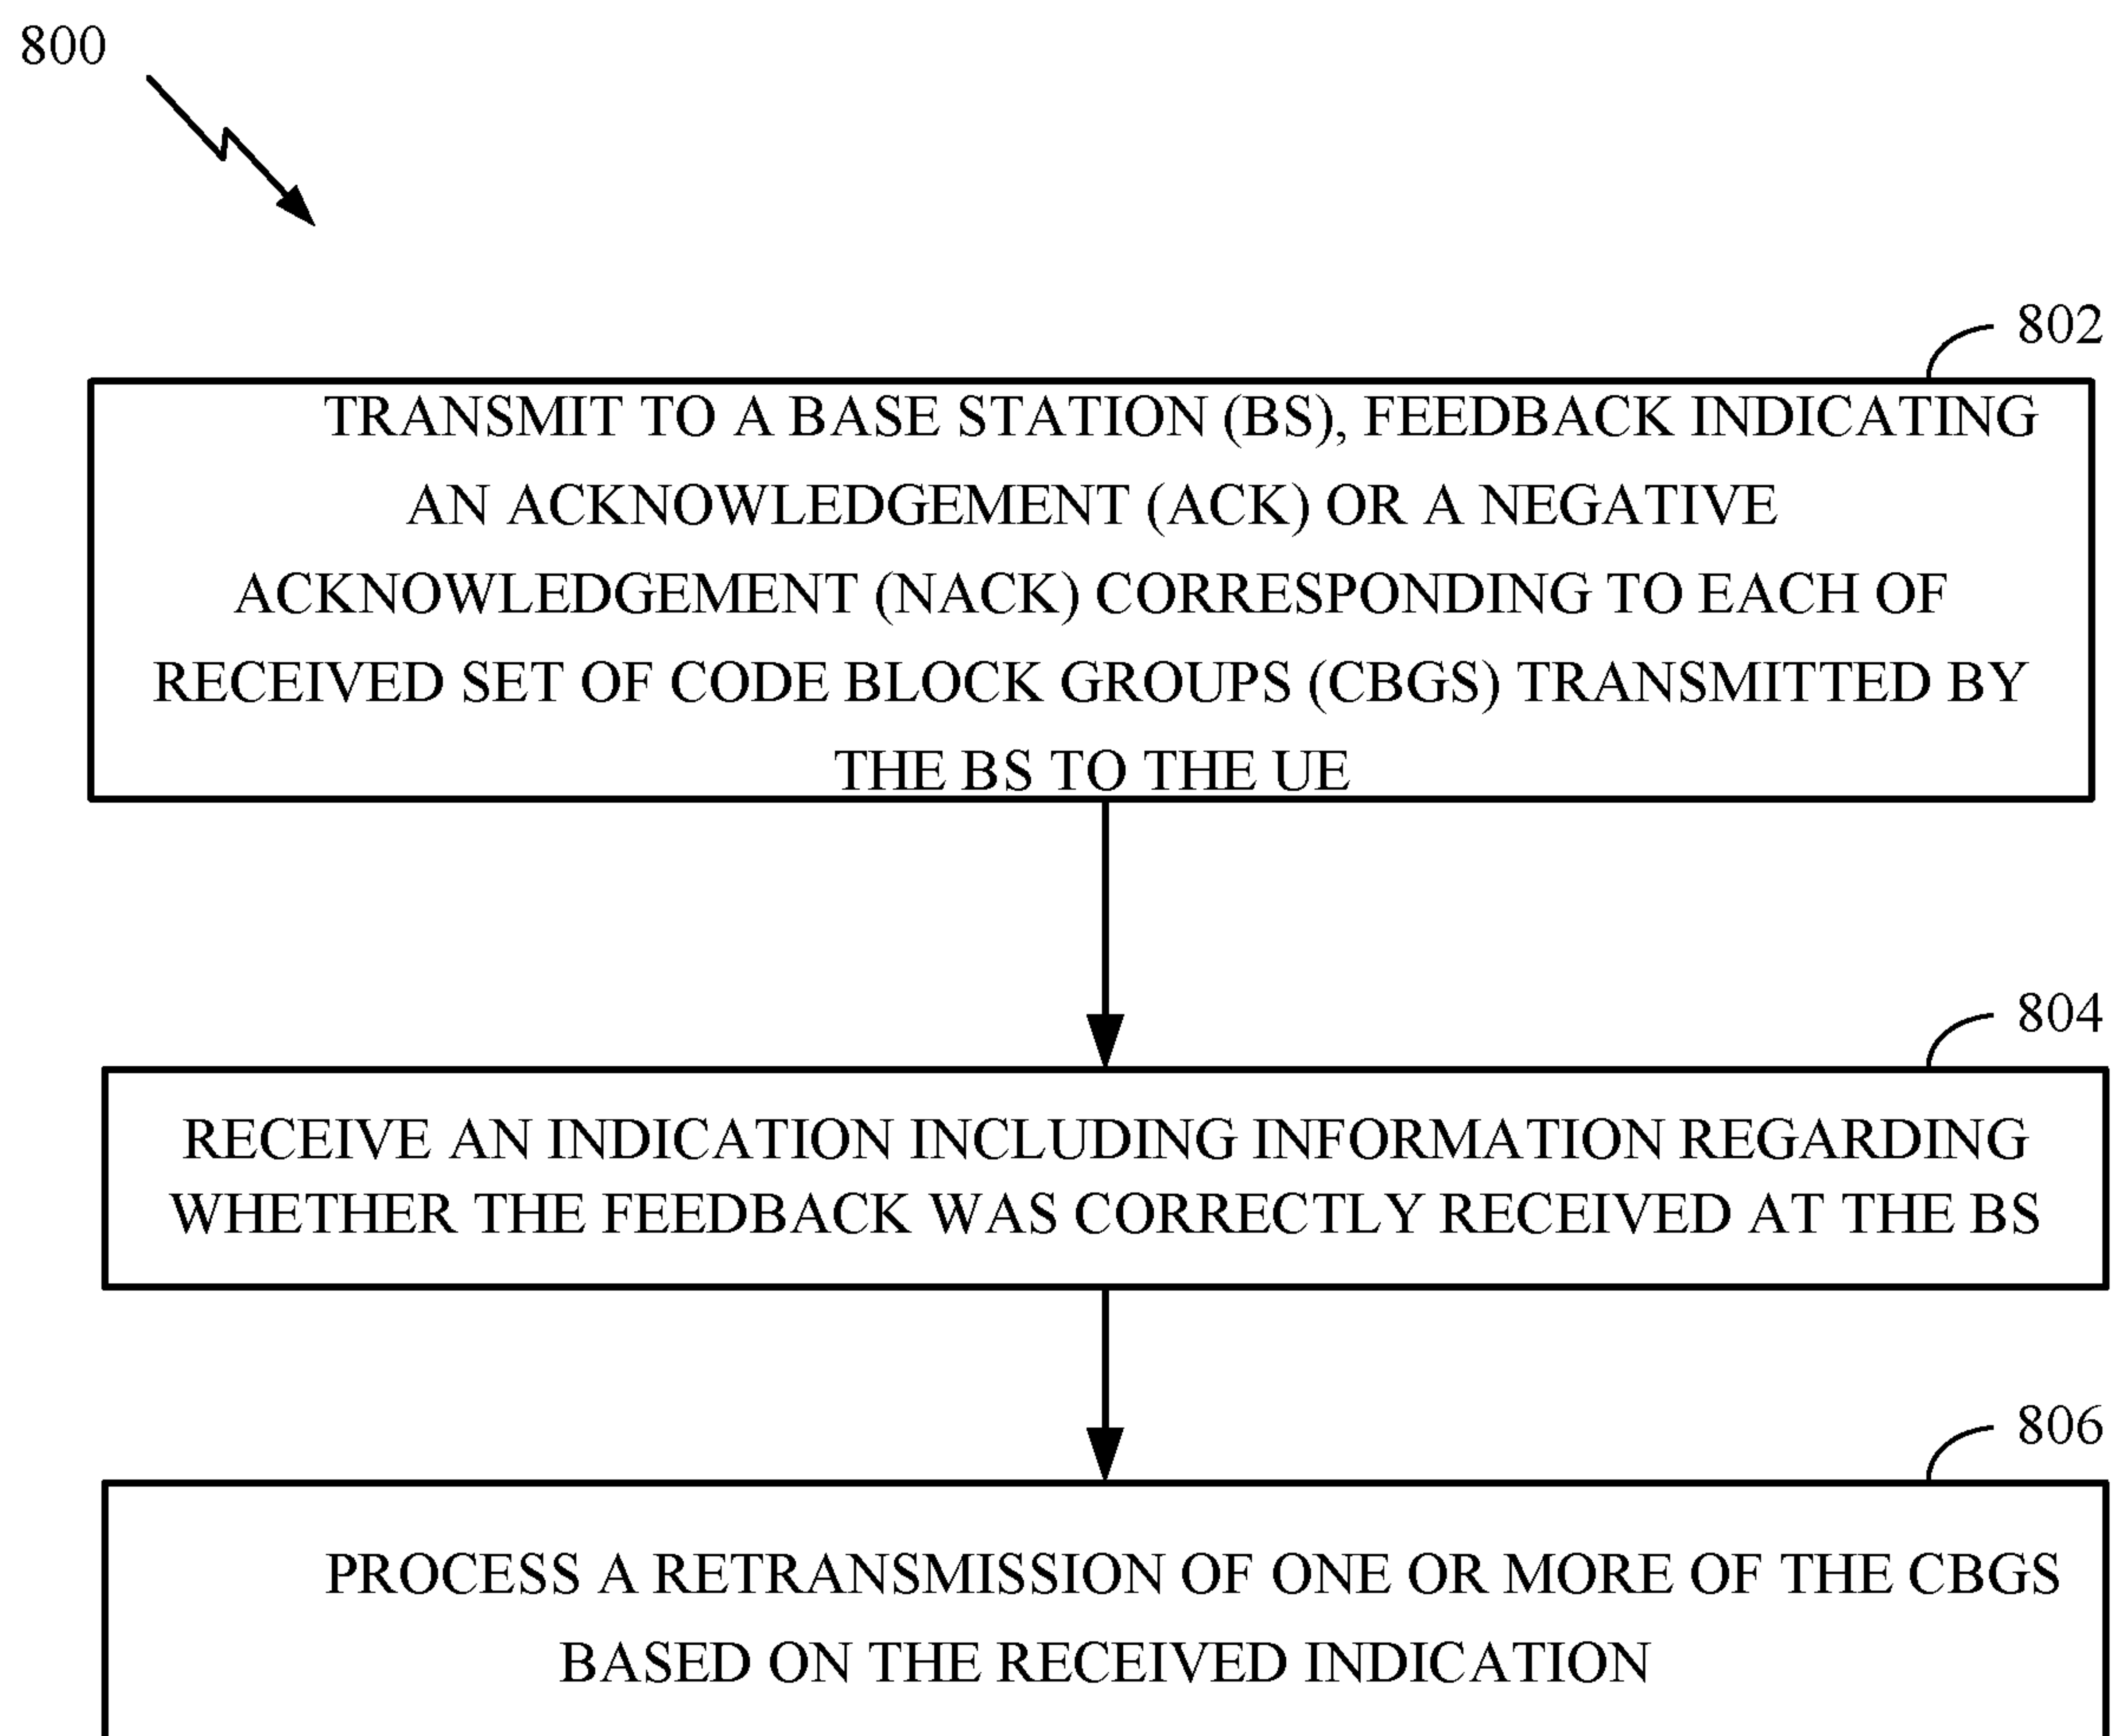 800
802
TRANSMIT TO A BASE STATION (BS), FEEDBACK INDICATING
AN ACKNOWLEDGEMENT (ACK) OR A NEGATIVE
ACKNOWLEDGEMENT (NACK) CORRESPONDING TO EACH OF
RECEIVED SET OF CODE BLOCK GROUPS (CBGS) TRANSMITTED BY
THE BS TO THE UE
804
RECEIVE AN INDICATION INCLUDING INFORMATION REGARDING
WHETHER THE FEEDBACK WAS CORRECTLY RECEIVED AT THE BS
806
PROCESS A RETRANSMISSION OF ONE OR MORE OF THE CBGS
BASED ON THE RECEIVED INDICATION